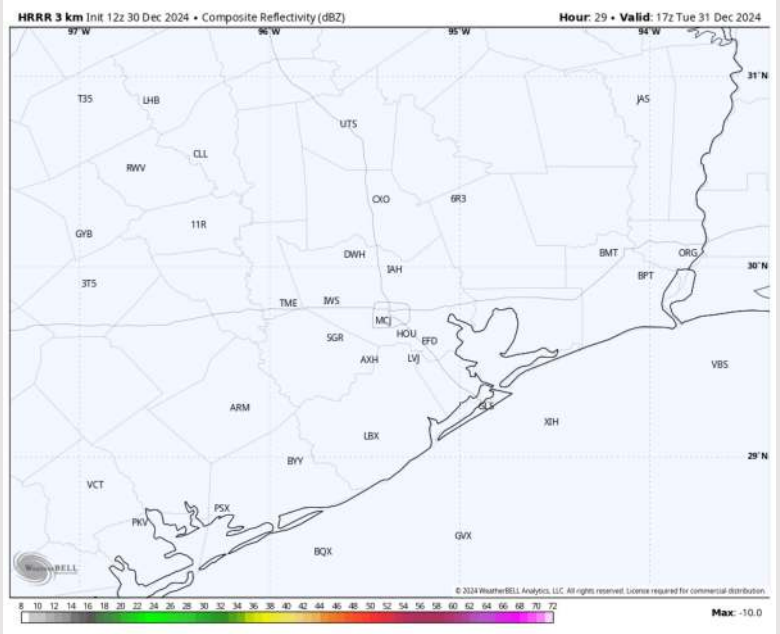 HRRR 3 km Init 12z 30 Dec 2024 • Composite Reflectivity (dBZ) Hour: 29 • Valid: 17z Tue 31 Dec 2024
97°W 96°W 95°W 94°W
31°N
T35 LHB JAS
UTS
CLL
RWV
CXO 6R3
11R
GYB
DWH BMT ORG
IAH 30°N
BPT
3T5
TME IWS
MCJ
SGR HOU EFD
AXH LVJ
VBS
ARM GLS
XIH
LBX
29°N
BYY
VCT
PSX
PKV
GVX
BQX
WeatherBELL
© 2024 WeatherBELL Analytics, LLC. All rights reserved. License required for commercial distribution.
8 10 12 14 16 18 20 22 24 26 28 30 32 34 36 38 40 42 44 46 48 50 52 54 56 58 60 62 64 66 68 70 72
Max: -10.0